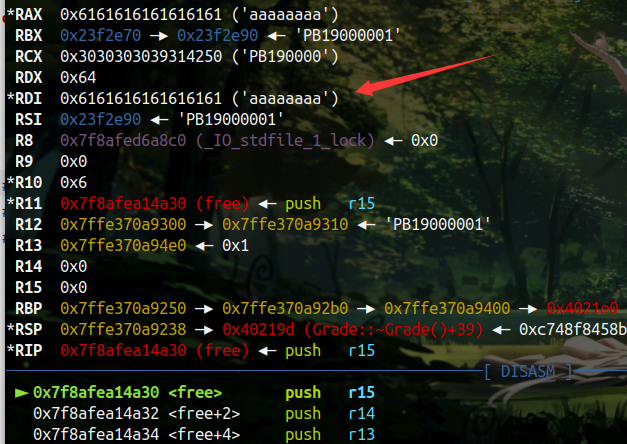 *RAX 0x6161616161616161 ('aaaaaaaa')
RBX 0x23f2e70 —▸ 0x23f2e90 ◂— 'PB19000001'
RCX 0x3030303039314250 ('PB190000')
RDX 0x64
*RDI 0x6161616161616161 ('aaaaaaaa')
RSI 0x23f2e90 ◂— 'PB19000001'
R8 0x7f8afed6a8c0 (_IO_stdfile_1_lock) ◂— 0x0
R9 0x0
*R10 0x6
*R11 0x7f8afea14a30 (free) ◂— push r15
R12 0x7ffe370a9300 —▸ 0x7ffe370a9310 ◂— 'PB19000001'
R13 0x7ffe370a94e0 ◂— 0x1
R14 0x0
R15 0x0
RBP 0x7ffe370a9250 —▸ 0x7ffe370a92b0 —▸ 0x7ffe370a9400 —▸ 0x4021e0
*RSP 0x7ffe370a9238 —▸ 0x40219d (Grade::~Grade()+39) ◂— 0xc748f8458b
*RIP 0x7f8afea14a30 (free) ◂— push r15
[ DISASM ]
► 0x7f8afea14a30 <free> push r15
0x7f8afea14a32 <free+2> push r14
0x7f8afea14a34 <free+4> push r13